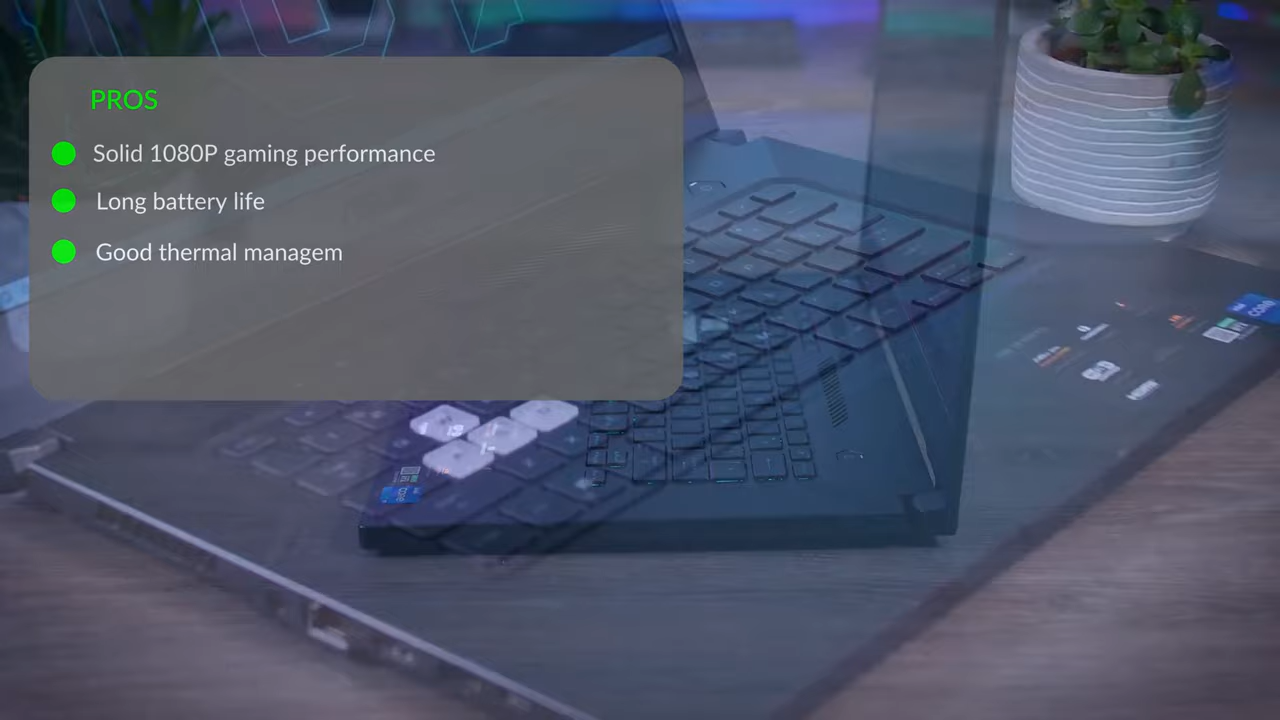 PROS
Solid 1080P gaming performance
Long battery life
Good thermal managem